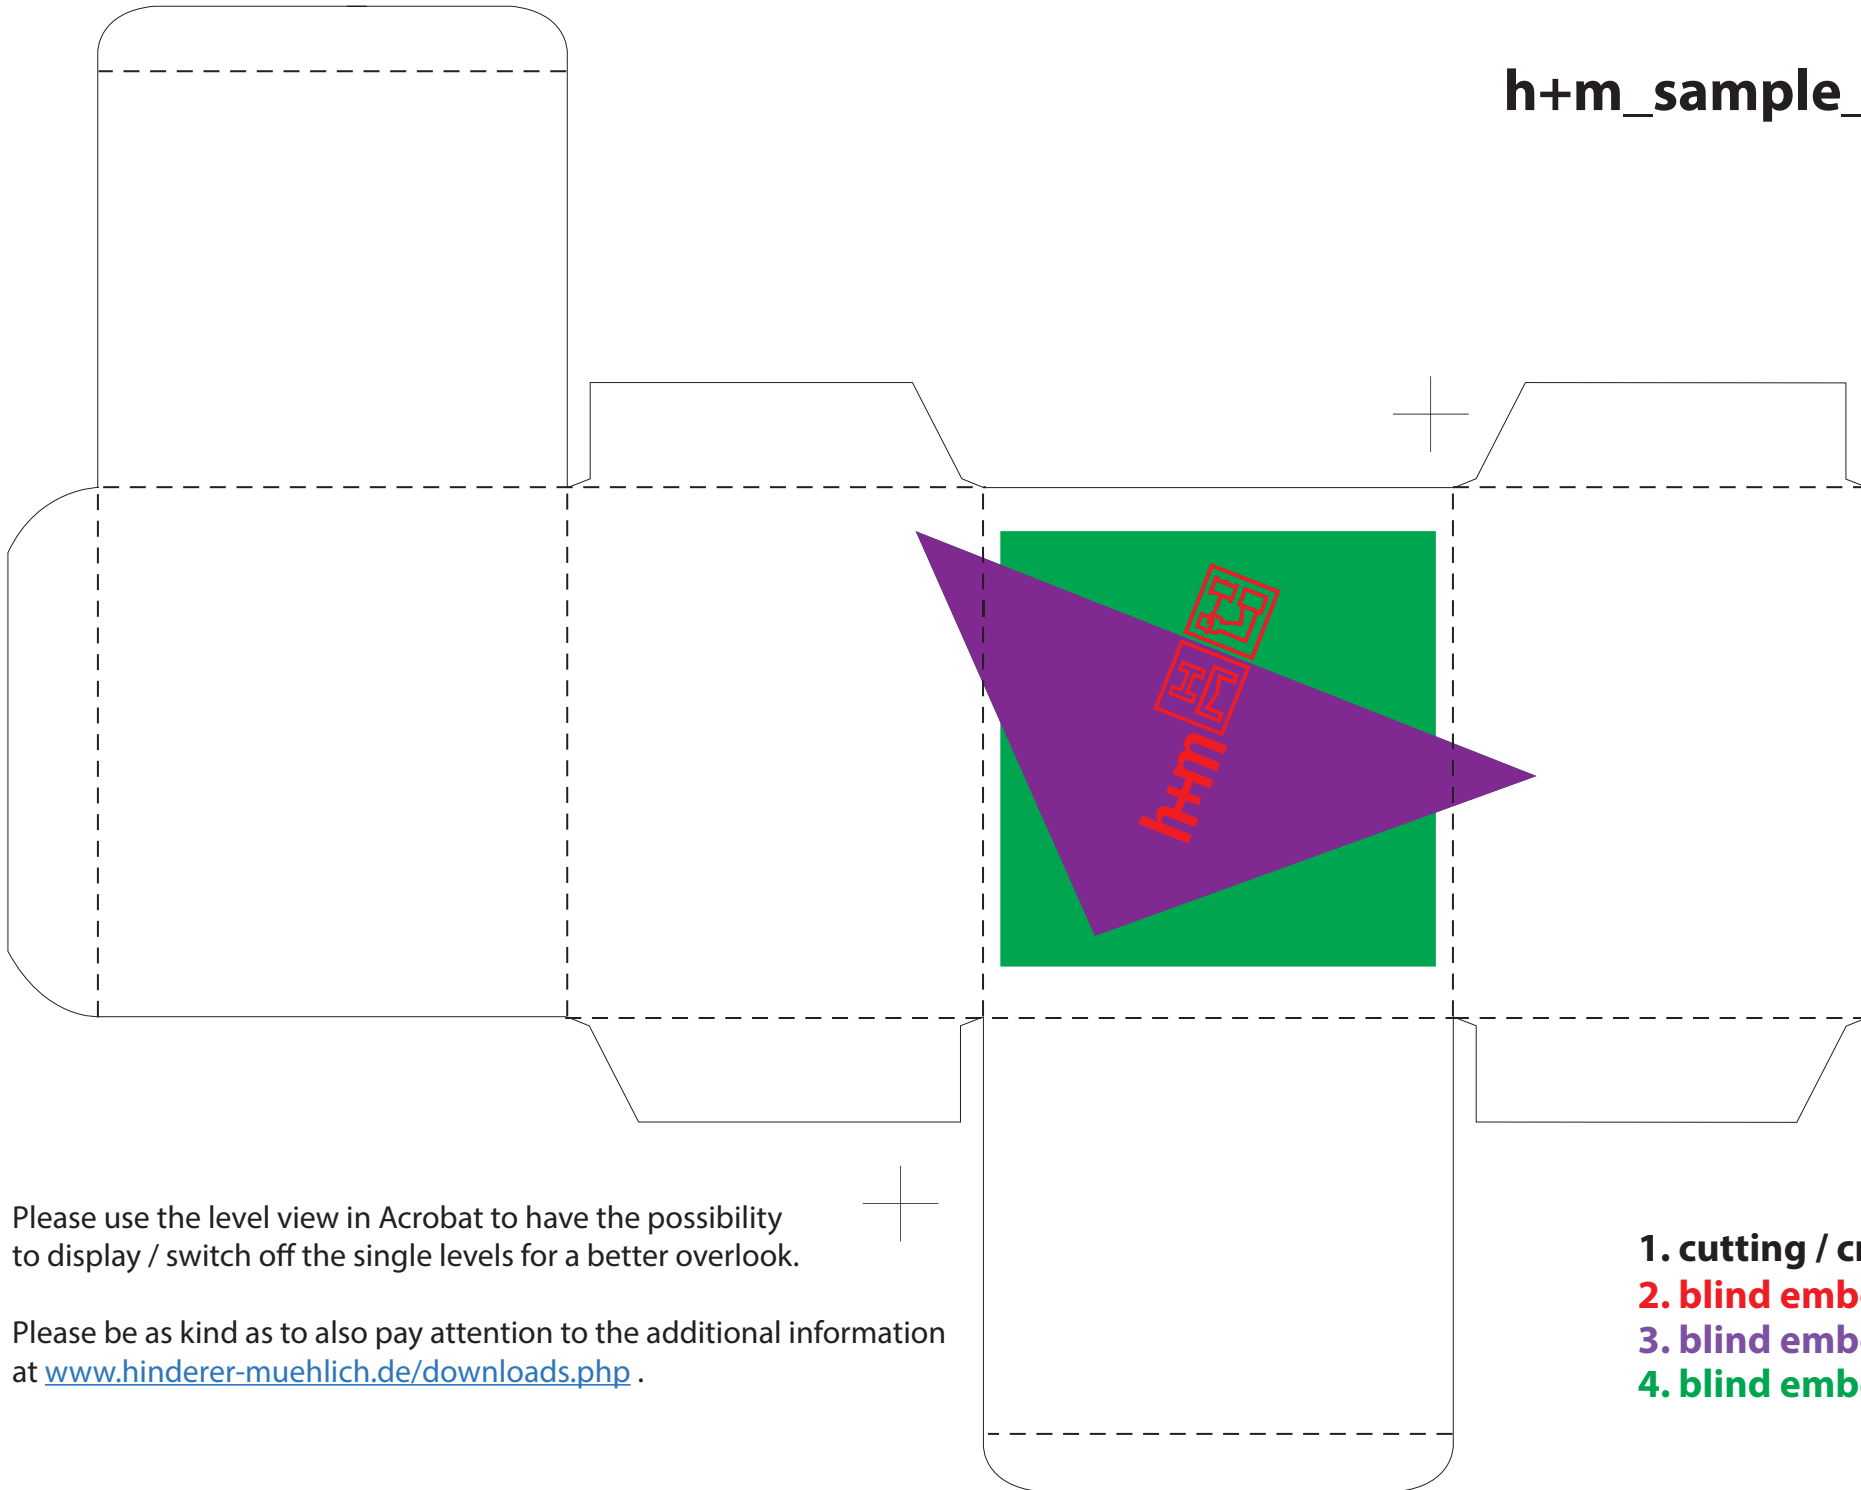 h+m_sample_
h+m
Please use the level view in Acrobat to have the possibility
to display / switch off the single levels for a better overlook.
Please be as kind as to also pay attention to the additional information
at www.hinderer-muehlich.de/downloads.php .
1. cutting / c
2. blind emb
3. blind emb
4. blind emb